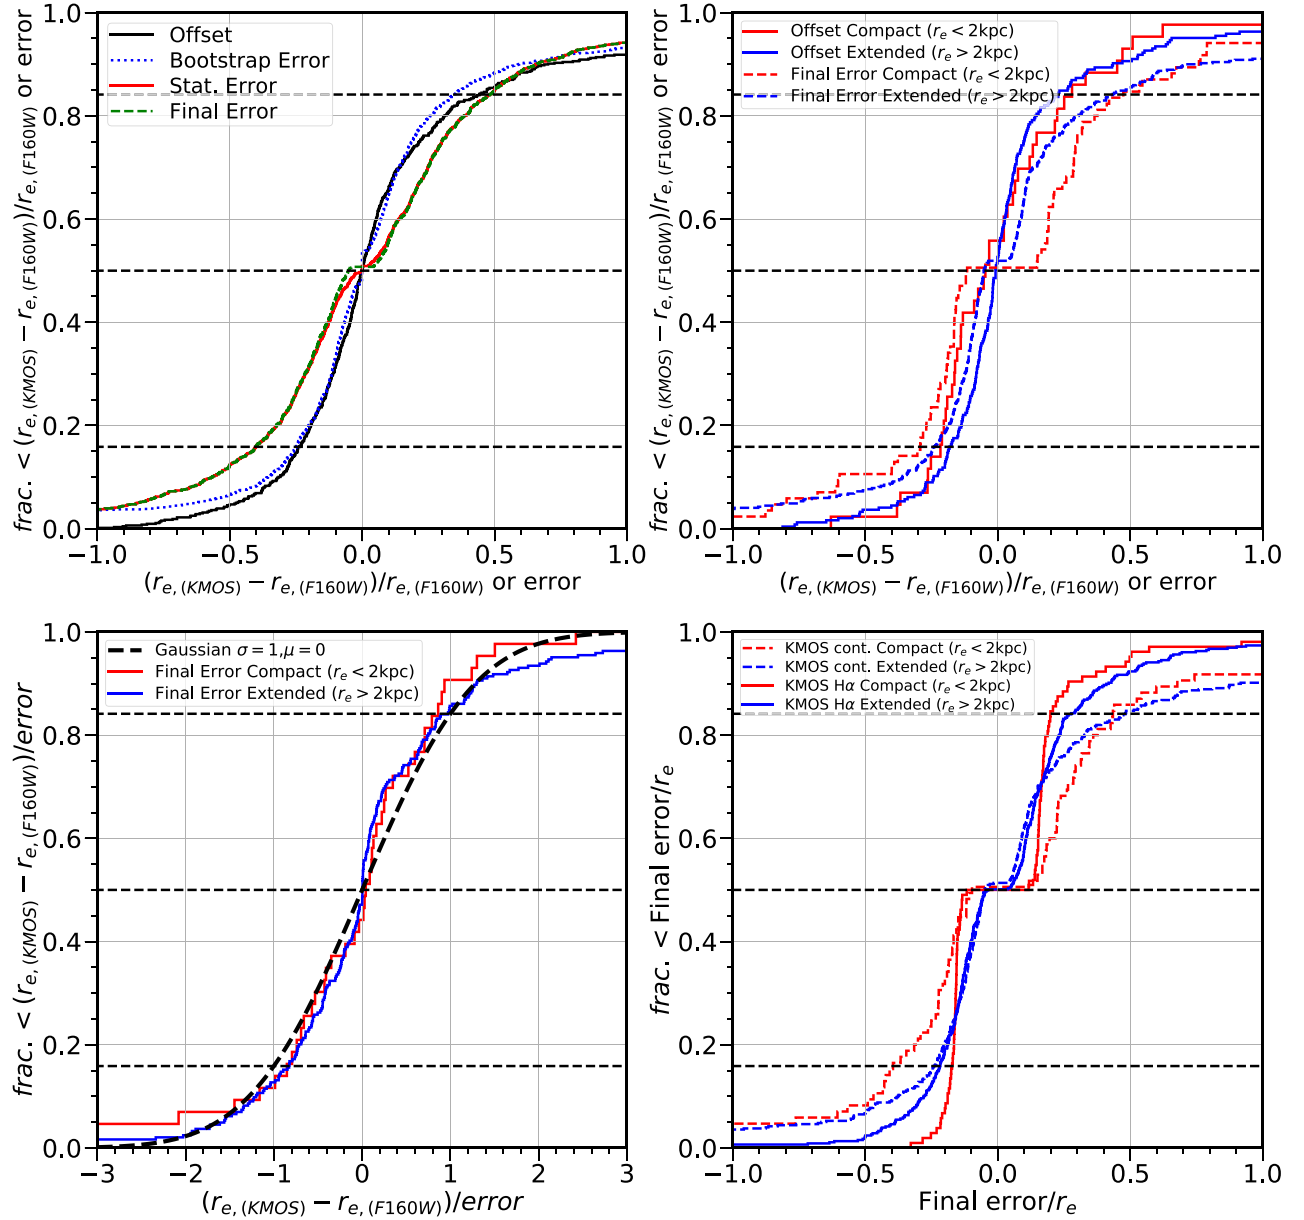 frac. < (r_e,(KMOS) − r_e,(F160W))/r_e,(F160W) or error
1.0
0.8
0.6
0.4
0.2
0.0
Offset
Bootstrap Error
Stat. Error
Final Error
−1.0 −0.5 0.0 0.5 1.0
(r_e,(KMOS) − r_e,(F160W))/r_e,(F160W) or error
frac. < (r_e,(KMOS) − r_e,(F160W))/r_e,(F160W) or error
1.0
0.8
0.6
0.4
0.2
0.0
Offset Compact (r_e < 2kpc)
Offset Extended (r_e > 2kpc)
Final Error Compact (r_e < 2kpc)
Final Error Extended (r_e > 2kpc)
−1.0 −0.5 0.0 0.5 1.0
(r_e,(KMOS) − r_e,(F160W))/r_e,(F160W) or error
frac. < (r_e,(KMOS) − r_e,(F160W))/error
1.0
0.8
0.6
0.4
0.2
0.0
Gaussian σ = 1,μ = 0
Final Error Compact (r_e < 2kpc)
Final Error Extended (r_e > 2kpc)
−3 −2 −1 0 1 2 3
(r_e,(KMOS) − r_e,(F160W))/error
frac. < Final error/r_e
1.0
0.8
0.6
0.4
0.2
0.0
KMOS cont. Compact (r_e < 2kpc)
KMOS cont. Extended (r_e > 2kpc)
KMOS Hα Compact (r_e < 2kpc)
KMOS Hα Extended (r_e > 2kpc)
−1.0 −0.5 0.0 0.5 1.0
Final error/r_e